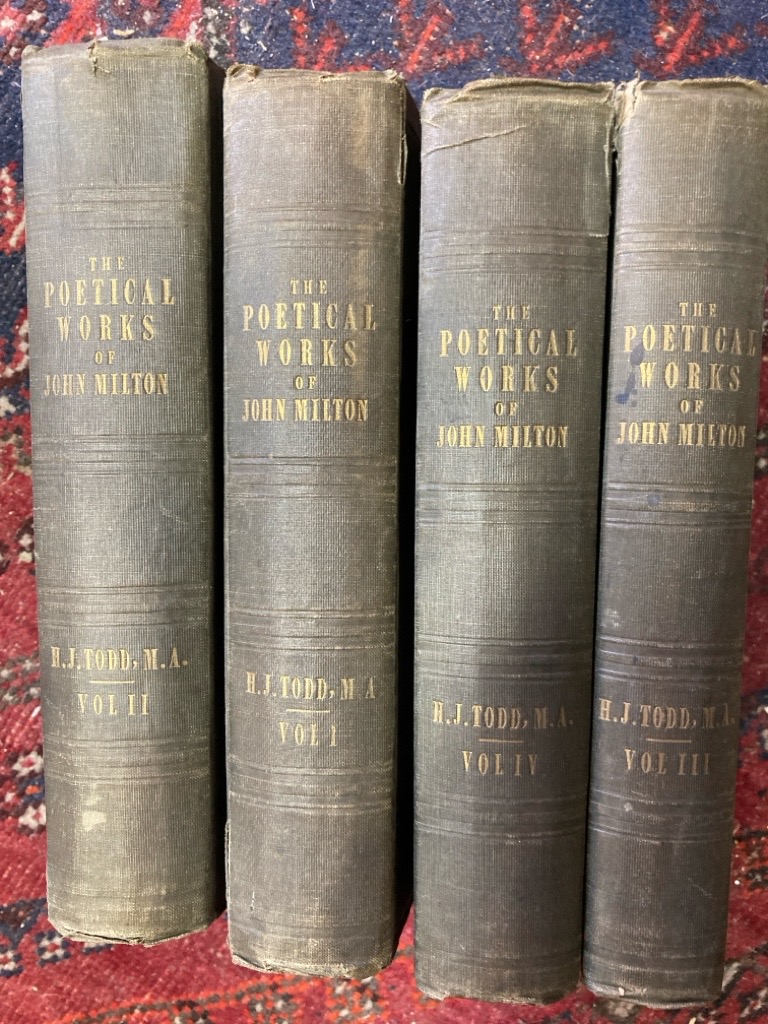 THE
POETICAL
WORKS
OF
JOHN MILTON
H.J.TODD, M.A.
VOL II
THE
POETICAL
WORKS
OF
JOHN MILTON
H.J.TODD, M.A
VOL I
THE
POETICAL
WORKS
OF
JOHN MILTON
H.J.TODD, M.A.
VOL IV
THE
POETICAL
WORKS
OF
JOHN MILTON
H.J.TODD, M.A.
VOL III